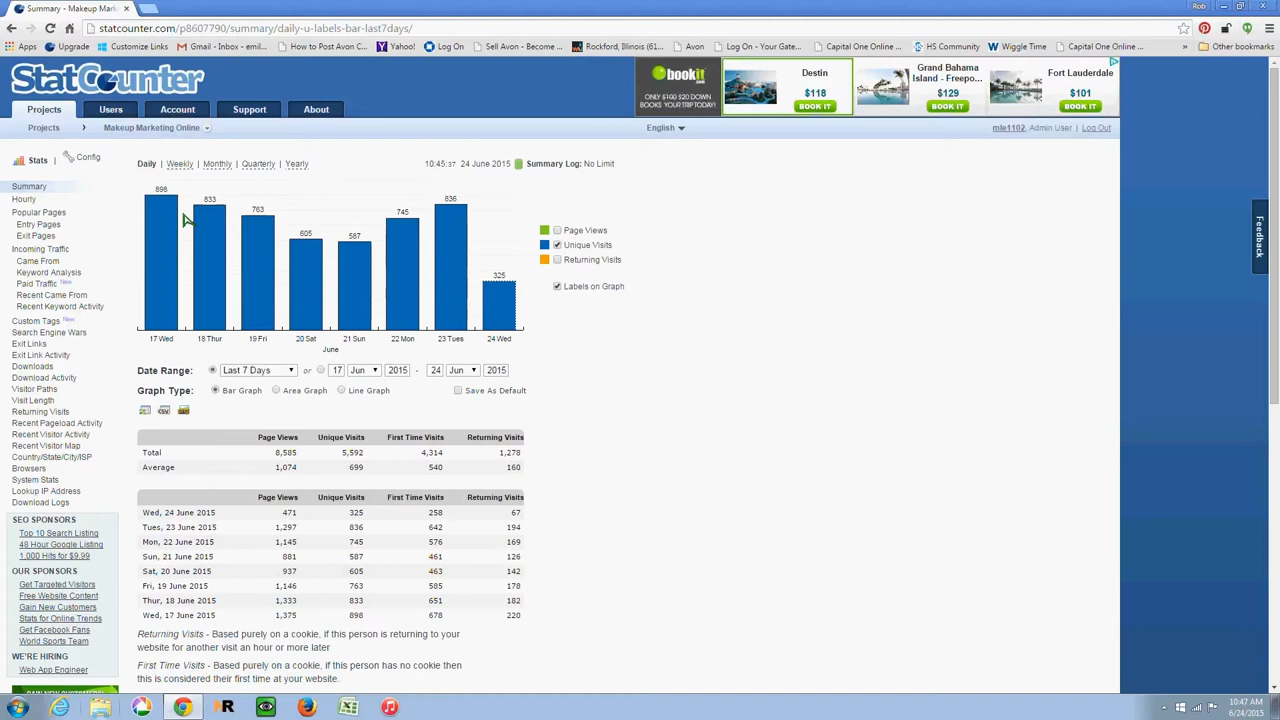 Summary - Makeup Mark
Rob
statcounter.com/p8607790/summary/daily-u-labels-bar-last7days/
Apps Upgrade Customize Links Gmail - Inbox - emil... How to Post Avon C... Yahoo! Log On Sell Avon - Become ... Rockford, Illinois (61... Avon Log On - Your Gate... Capital One Online ... HS Community Wiggle Time Capital One Online ... » Other bookmarks
StatCounter
bookit.com
ONLY $100 $20 DOWN
BOOKS YOUR TRIP TODAY!
Destin
$118
BOOK IT
Grand Bahama
Island - Freepo...
$129
BOOK IT
Fort Lauderdale
$101
BOOK IT
Projects Users Account Support About
Projects Makeup Marketing Online English mle1102, Admin User | Log Out
Stats Config
Summary
Hourly
Popular Pages
Entry Pages
Exit Pages
Incoming Traffic
Came From
Keyword Analysis
Paid Traffic New
Recent Came From
Recent Keyword Activity
Custom Tags New
Search Engine Wars
Exit Links
Exit Link Activity
Downloads
Download Activity
Visitor Paths
Visit Length
Returning Visits
Recent Pageload Activity
Recent Visitor Activity
Recent Visitor Map
Country/State/City/ISP
Browsers
System Stats
Lookup IP Address
Download Logs
SEO SPONSORS
Top 10 Search Listing
48 Hour Google Listing
1,000 Hits for $9.99
OUR SPONSORS
Get Targeted Visitors
Free Website Content
Gain New Customers
Stats for Online Trends
Get Facebook Fans
World Sports Team
WE'RE HIRING
Web App Engineer
Daily | Weekly | Monthly | Quarterly | Yearly
10:45:37 24 June 2015 Summary Log: No Limit
898 833 763 605 587 745 836 325
17 Wed 18 Thur 19 Fri 20 Sat 21 Sun 22 Mon 23 Tues 24 Wed
June
Page Views
Unique Visits
Returning Visits
Labels on Graph
Date Range: Last 7 Days or 17 Jun 2015 - 24 Jun 2015
Graph Type: Bar Graph Area Graph Line Graph Save As Default
CSV
Page Views Unique Visits First Time Visits Returning Visits
Total 8,585 5,592 4,314 1,278
Average 1,074 699 540 160
Page Views Unique Visits First Time Visits Returning Visits
Wed, 24 June 2015 471 325 258 67
Tues, 23 June 2015 1,297 836 642 194
Mon, 22 June 2015 1,145 745 576 169
Sun, 21 June 2015 881 587 461 126
Sat, 20 June 2015 937 605 463 142
Fri, 19 June 2015 1,146 763 585 178
Thur, 18 June 2015 1,333 833 651 182
Wed, 17 June 2015 1,375 898 678 220
Returning Visits - Based purely on a cookie, if this person is returning to your
website for another visit an hour or more later
First Time Visits - Based purely on a cookie, if this person has no cookie then
this is considered their first time at your website.
Feedback
10:47 AM
6/24/2015